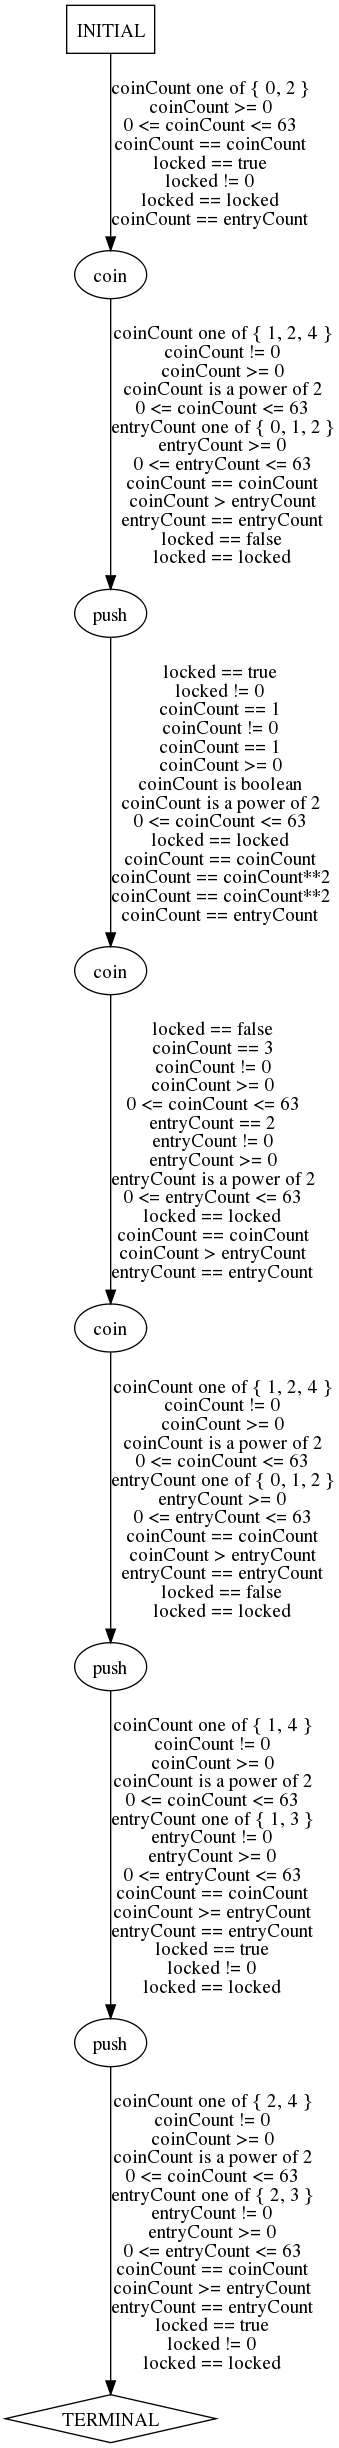 INITIAL
coinCount one of { 0, 2 }
coinCount >= 0
0 <= coinCount <= 63
coinCount == coinCount
locked == true
locked != 0
locked == locked
coinCount == entryCount
coin
coinCount one of { 1, 2, 4 }
coinCount != 0
coinCount >= 0
coinCount is a power of 2
0 <= coinCount <= 63
entryCount one of { 0, 1, 2 }
entryCount >= 0
0 <= entryCount <= 63
coinCount == coinCount
coinCount > entryCount
entryCount == entryCount
locked == false
locked == locked
push
locked == true
locked != 0
coinCount == 1
coinCount != 0
coinCount == 1
coinCount >= 0
coinCount is boolean
coinCount is a power of 2
0 <= coinCount <= 63
locked == locked
coinCount == coinCount
coinCount == coinCount**2
coinCount == coinCount**2
coinCount == entryCount
coin
locked == false
coinCount == 3
coinCount != 0
coinCount >= 0
0 <= coinCount <= 63
entryCount == 2
entryCount != 0
entryCount >= 0
entryCount is a power of 2
0 <= entryCount <= 63
locked == locked
coinCount == coinCount
coinCount > entryCount
entryCount == entryCount
coin
coinCount one of { 1, 2, 4 }
coinCount != 0
coinCount >= 0
coinCount is a power of 2
0 <= coinCount <= 63
entryCount one of { 0, 1, 2 }
entryCount >= 0
0 <= entryCount <= 63
coinCount == coinCount
coinCount > entryCount
entryCount == entryCount
locked == false
locked == locked
push
coinCount one of { 1, 4 }
coinCount != 0
coinCount >= 0
coinCount is a power of 2
0 <= coinCount <= 63
entryCount one of { 1, 3 }
entryCount != 0
entryCount >= 0
0 <= entryCount <= 63
coinCount == coinCount
coinCount >= entryCount
entryCount == entryCount
locked == true
locked != 0
locked == locked
push
coinCount one of { 2, 4 }
coinCount != 0
coinCount >= 0
coinCount is a power of 2
0 <= coinCount <= 63
entryCount one of { 2, 3 }
entryCount != 0
entryCount >= 0
0 <= entryCount <= 63
coinCount == coinCount
coinCount >= entryCount
entryCount == entryCount
locked == true
locked != 0
locked == locked
TERMINAL